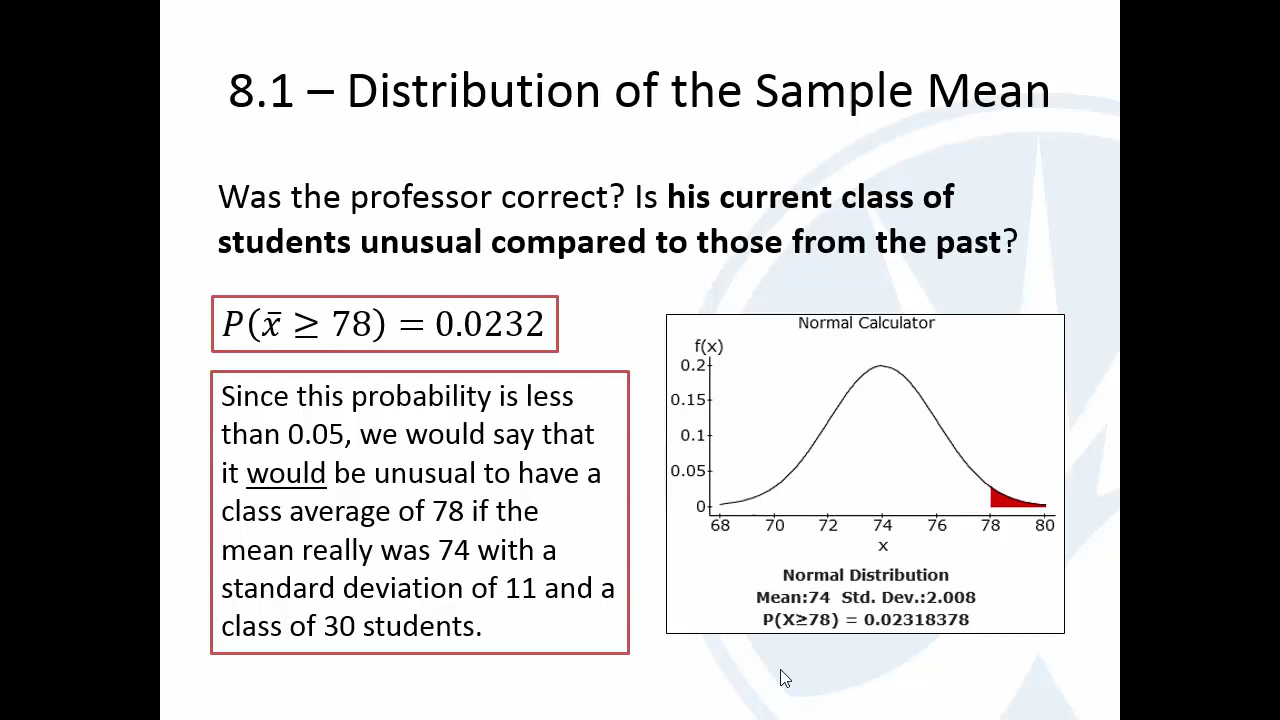 8.1 – Distribution of the Sample Mean
Was the professor correct? Is his current class of
students unusual compared to those from the past?
P(x̄ ≥ 78) = 0.0232
Since this probability is less
than 0.05, we would say that
it would be unusual to have a
class average of 78 if the
mean really was 74 with a
standard deviation of 11 and a
class of 30 students.
Normal Calculator
f(x)
0.2
0.15
0.1
0.05
0
68 70 72 74 76 78 80
x
Normal Distribution
Mean:74 Std. Dev.:2.008
P(X≥78) = 0.02318378